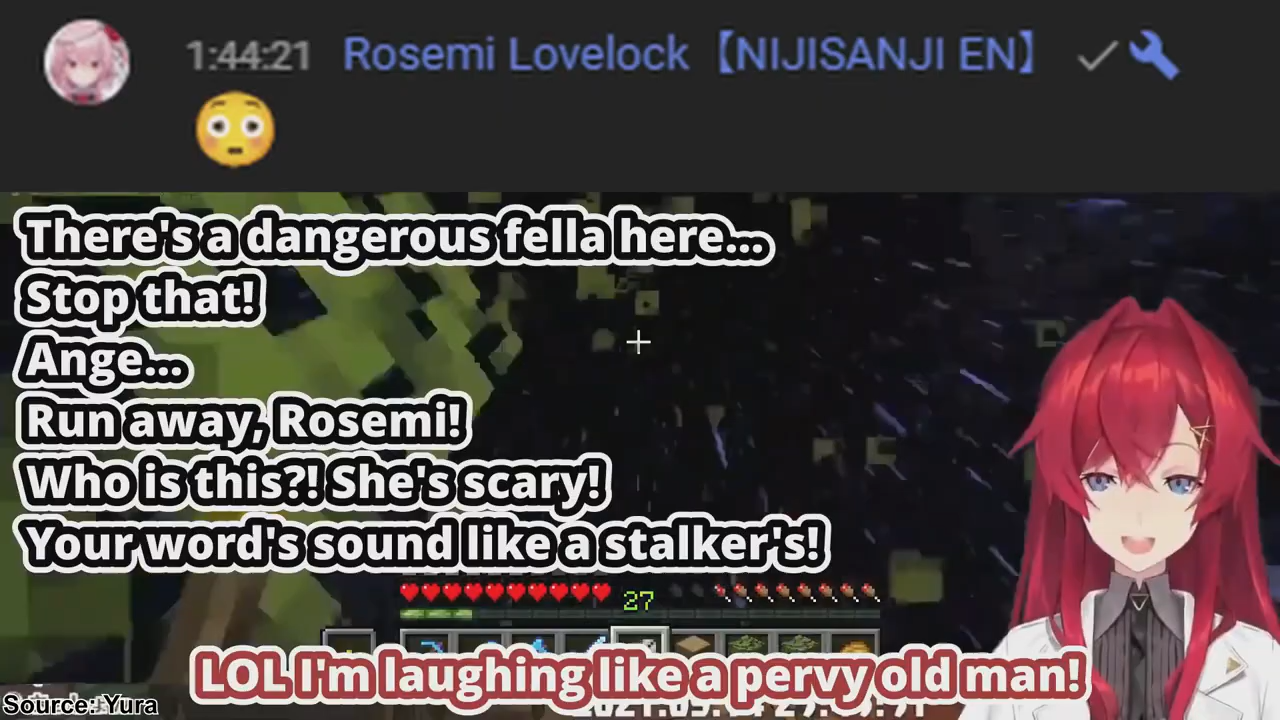 1:44:21 Rosemi Lovelock【NIJISANJI EN】
There's a dangerous fella here...
Stop that!
Ange...
Run away, Rosemi!
Who is this?! She's scary!
Your word's sound like a stalker's!
27
LOL I'm laughing like a pervy old man!
Source: Yura